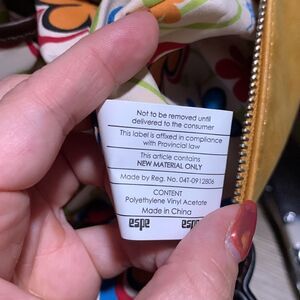 Not to be removed until
delivered to the consumer
This label is affixed in compliance
with Provincial law
This article contains
NEW MATERIAL ONLY
Made by Reg. No. 047-0912806
CONTENT
Polyethylene Vinyl Acetate
Made in China
espe espe